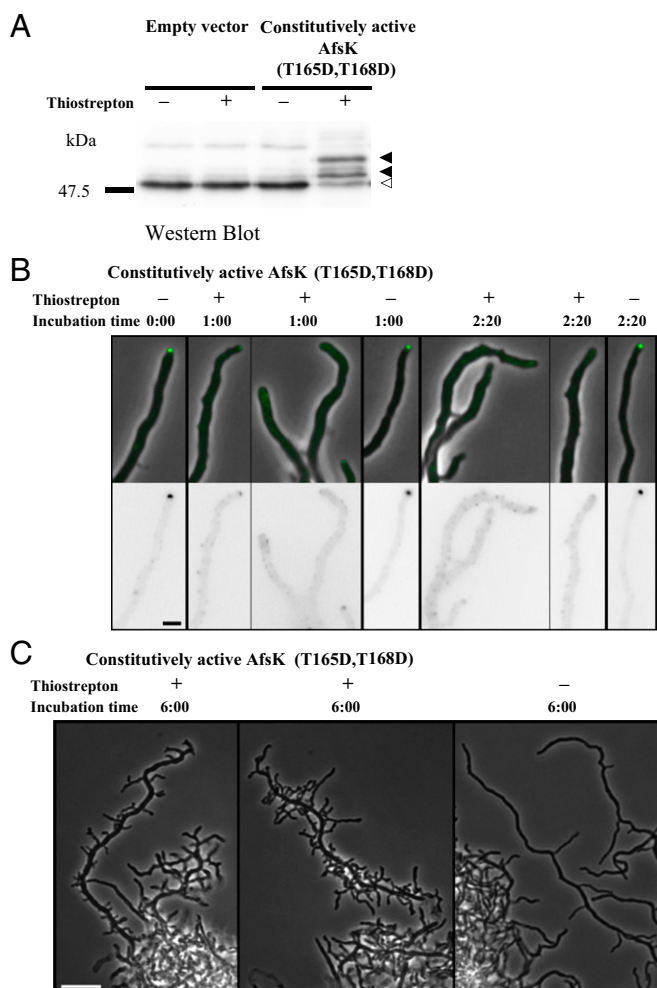 A
Empty vector Constitutively active
AfsK
(T165D,T168D)
Thiostrepton – + – +
kDa
47.5
Western Blot
B
Constitutively active AfsK (T165D,T168D)
Thiostrepton – + + – + + –
Incubation time 0:00 1:00 1:00 1:00 2:20 2:20 2:20
C
Constitutively active AfsK (T165D,T168D)
Thiostrepton + + –
Incubation time 6:00 6:00 6:00